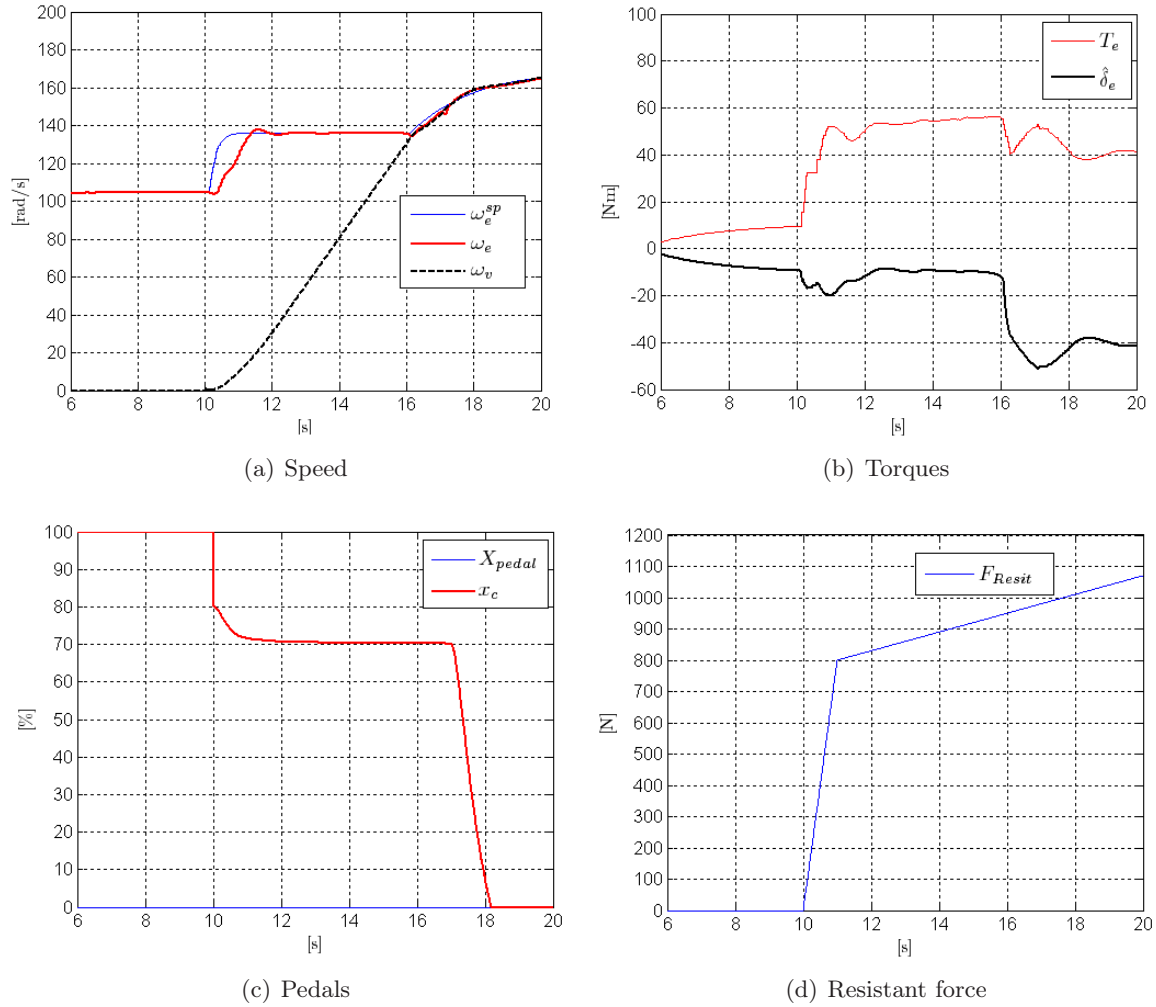 200
180
160
140
120
100
80
60
40
20
0
[rad/s]
ω_e^{sp}
ω_e
ω_v
6 8 10 12 14 16 18 20
[s]
(a) Speed
100
80
60
40
20
0
-20
-40
-60
[Nm]
T_e
δ̂_e
6 8 10 12 14 16 18 20
[s]
(b) Torques
100
90
80
70
60
50
40
30
20
10
0
[%]
X_{pedal}
x_c
6 8 10 12 14 16 18 20
[s]
(c) Pedals
1200
1100
1000
900
800
700
600
500
400
300
200
100
0
[N]
F_{Resit}
6 8 10 12 14 16 18 20
[s]
(d) Resistant force